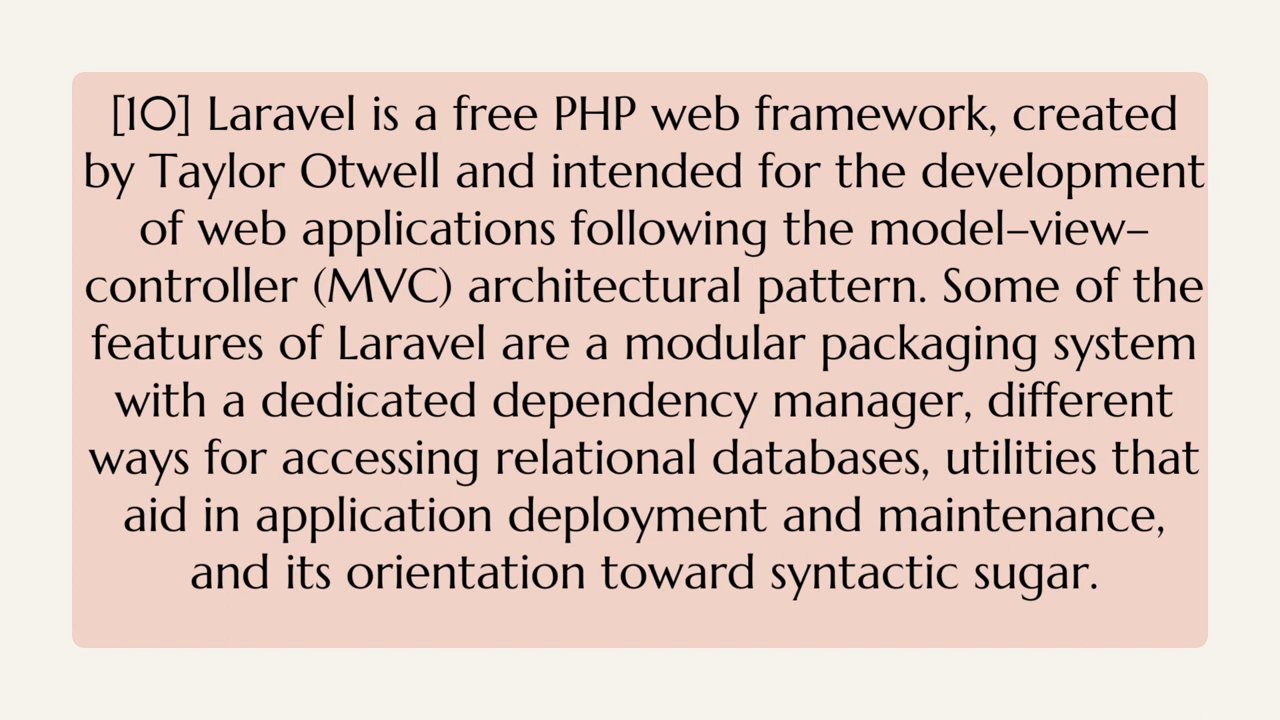 [10] Laravel is a free PHP web framework, created
by Taylor Otwell and intended for the development
of web applications following the model–view–
controller (MVC) architectural pattern. Some of the
features of Laravel are a modular packaging system
with a dedicated dependency manager, different
ways for accessing relational databases, utilities that
aid in application deployment and maintenance,
and its orientation toward syntactic sugar.